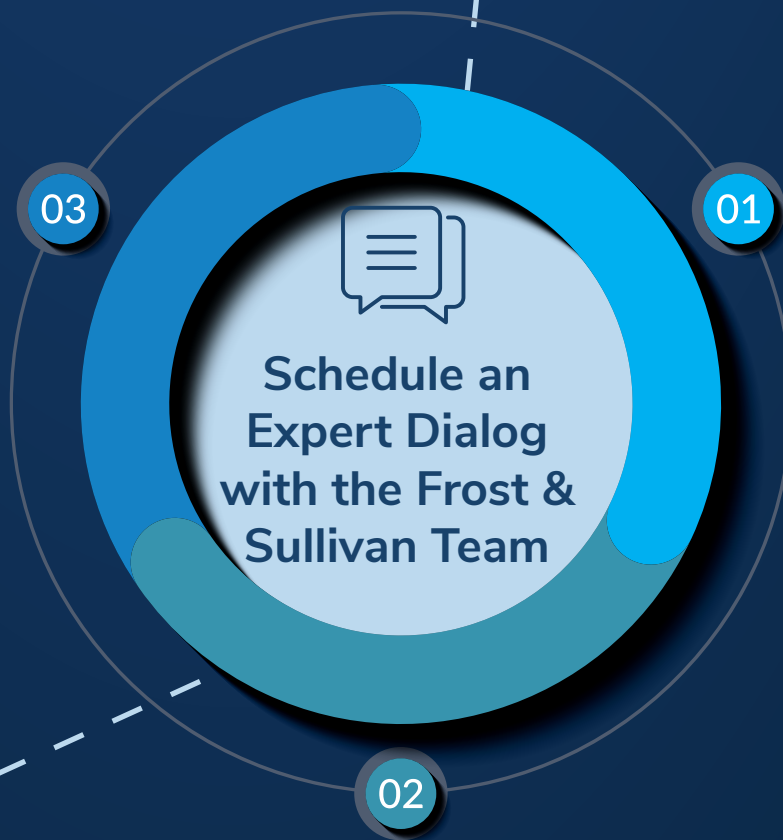 03
01
Schedule an
Expert Dialog
with the Frost &
Sullivan Team
02